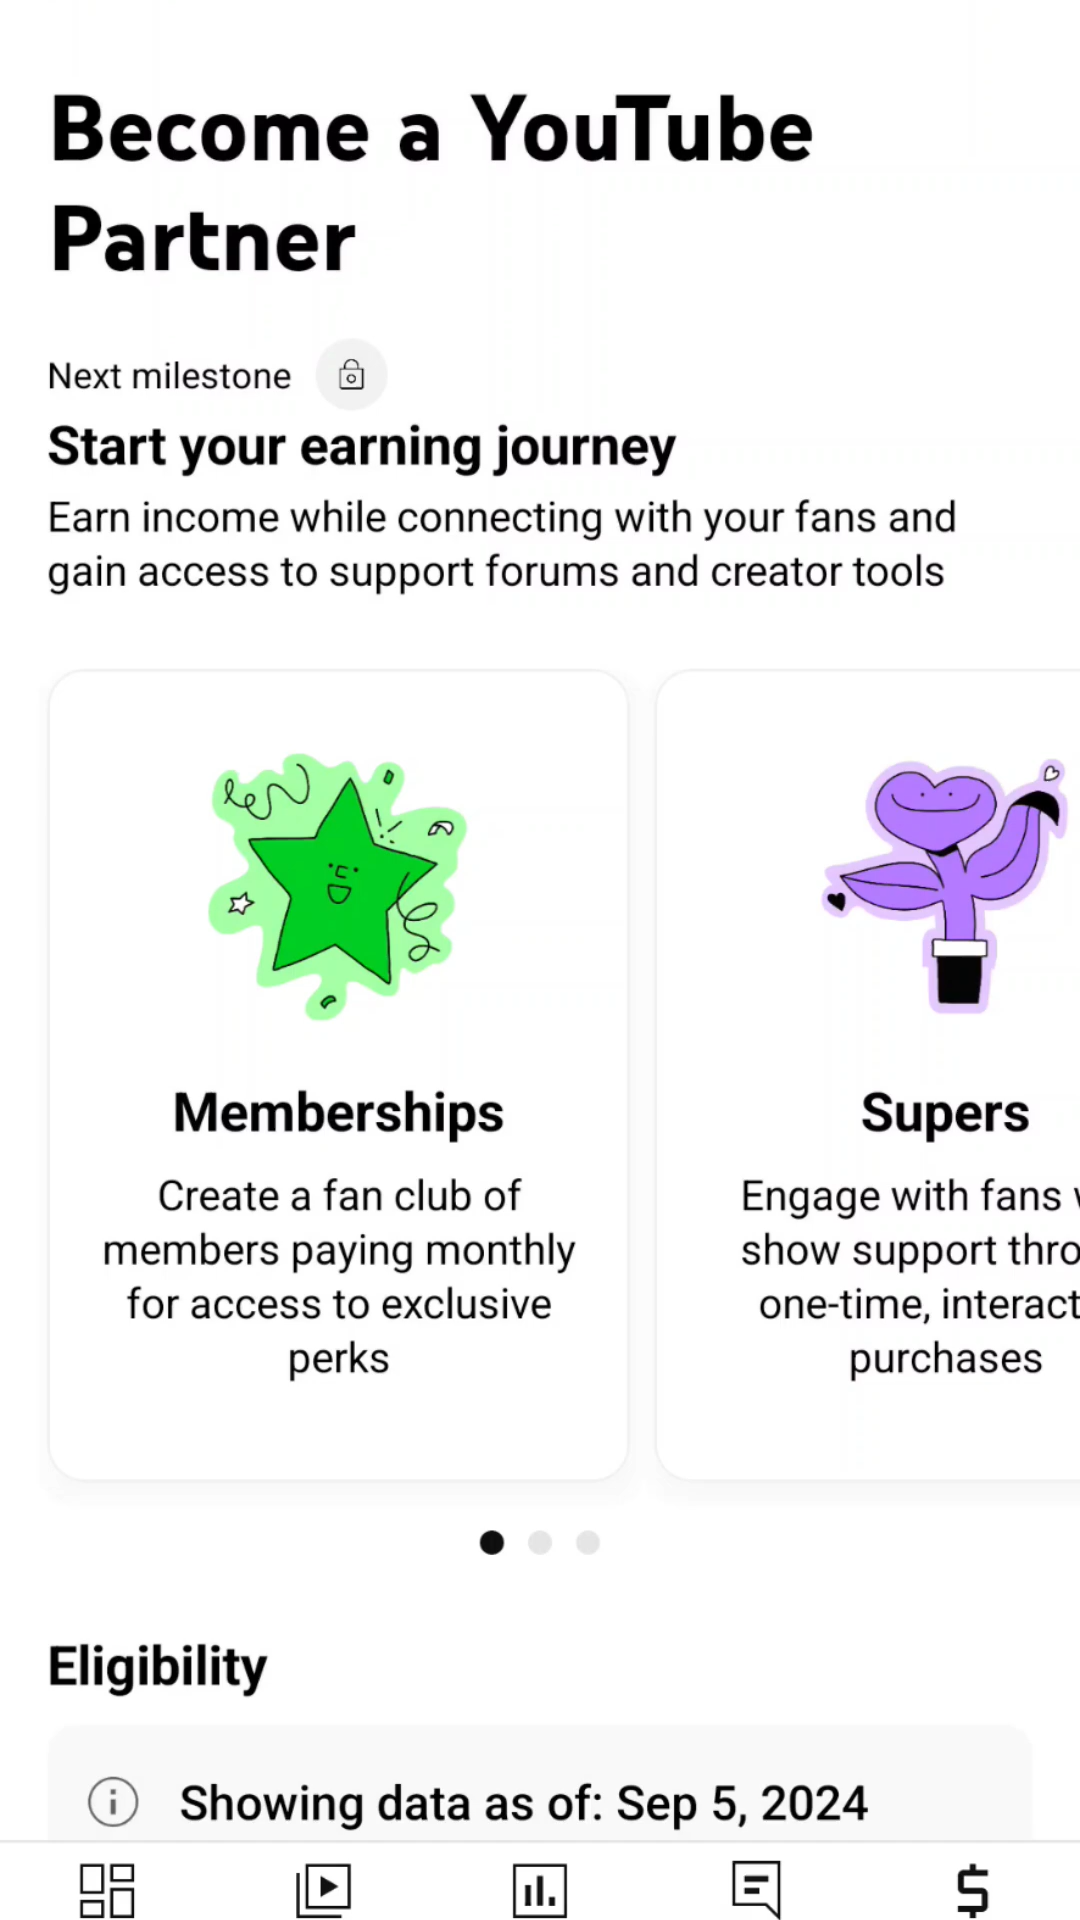 Become a YouTube
Partner
Next milestone
Start your earning journey
Earn income while connecting with your fans and
gain access to support forums and creator tools
Memberships
Create a fan club of
members paying monthly
for access to exclusive
perks
Supers
Engage with fans
show support
one-time,
purchases
Eligibility
Showing data as of: Sep 5, 2024